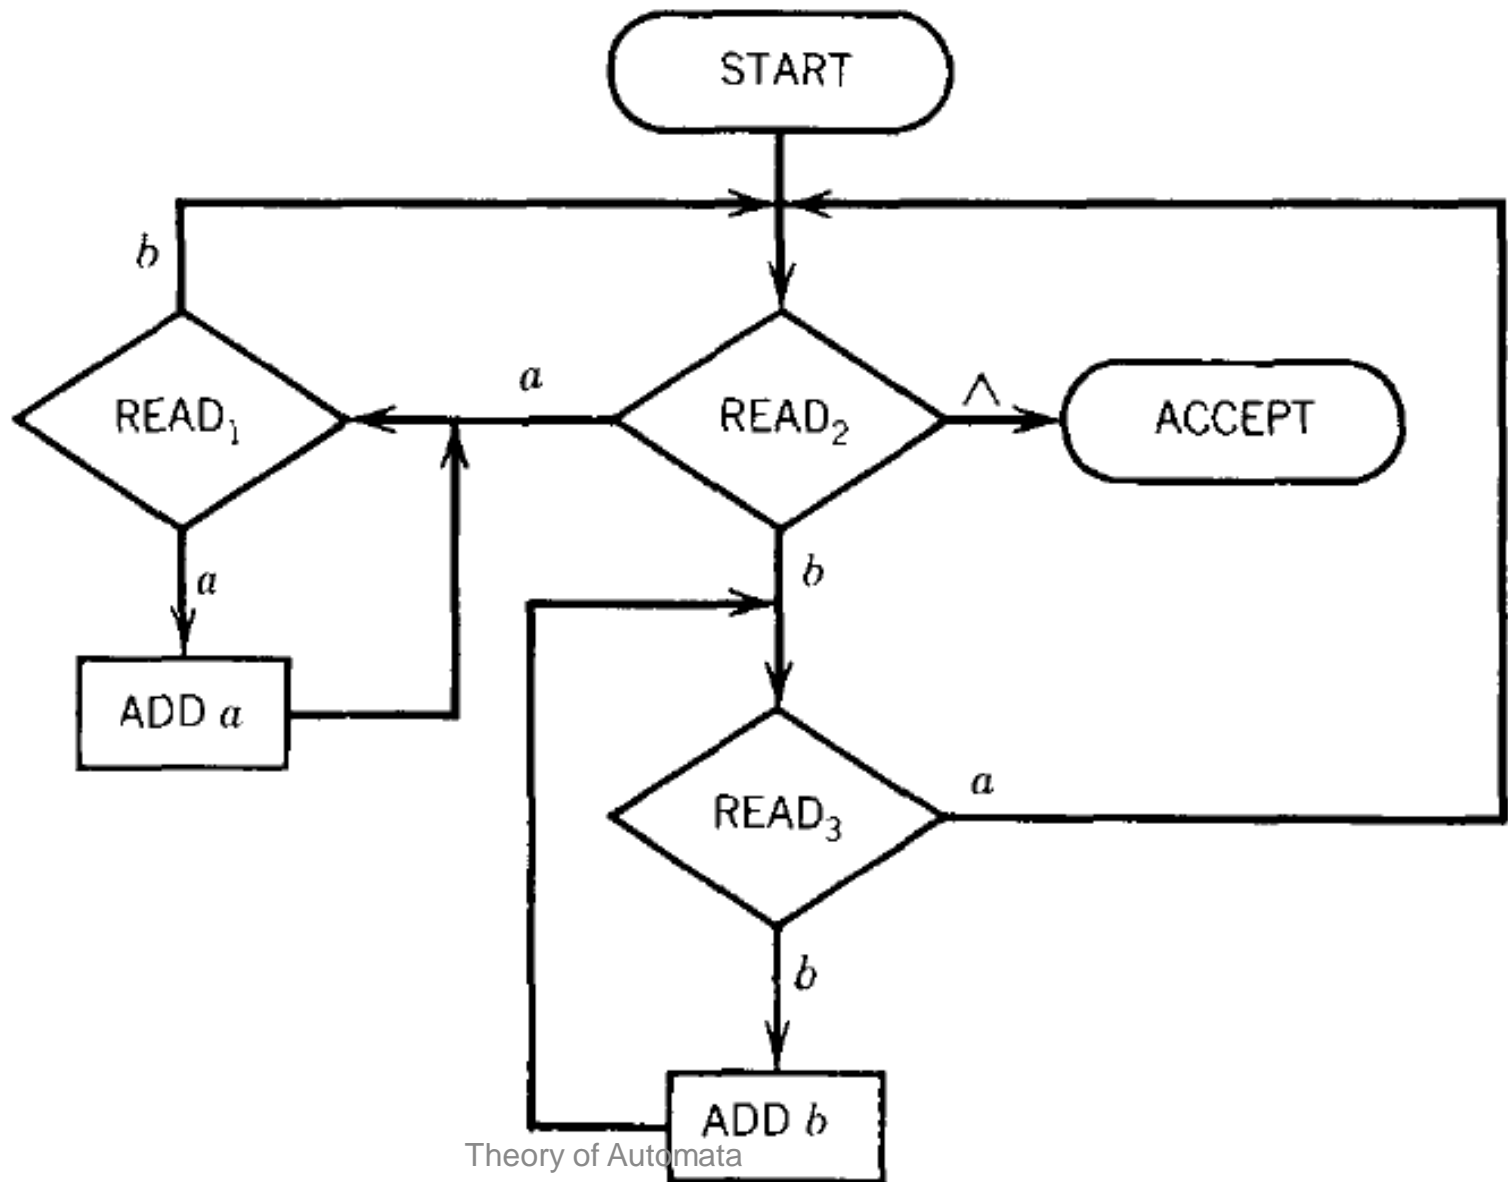 START
b
READ₁
a
READ₂
∧
ACCEPT
a
b
ADD a
READ₃
a
b
ADD b
Theory of Automata